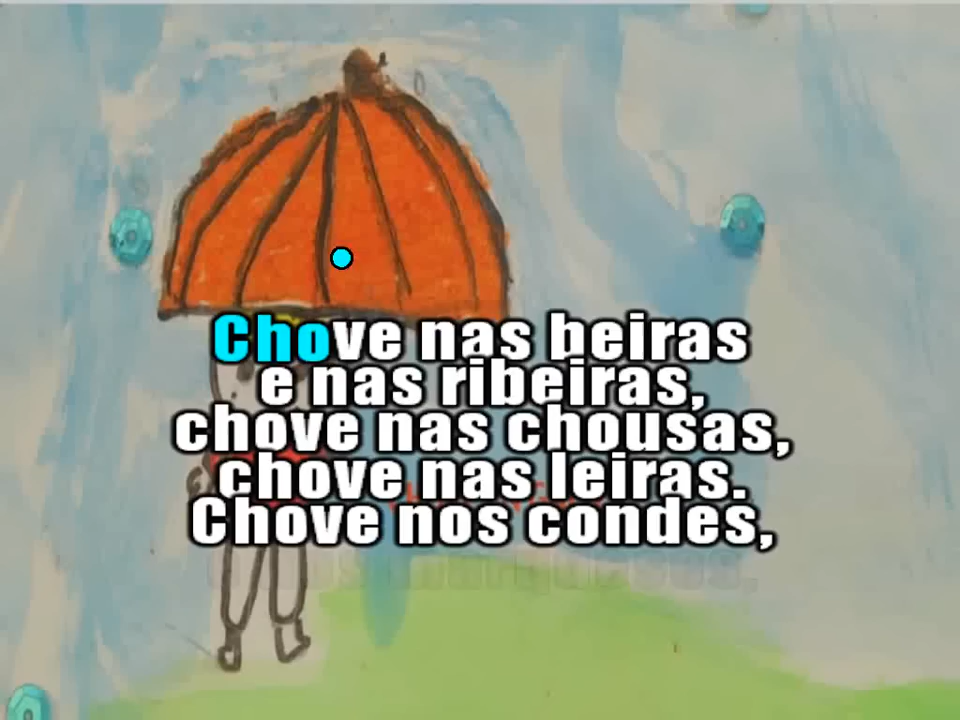 Chove nas beiras
e nas ribeiras,
chove nas chousas,
chove nas leiras.
Chove nos condes,